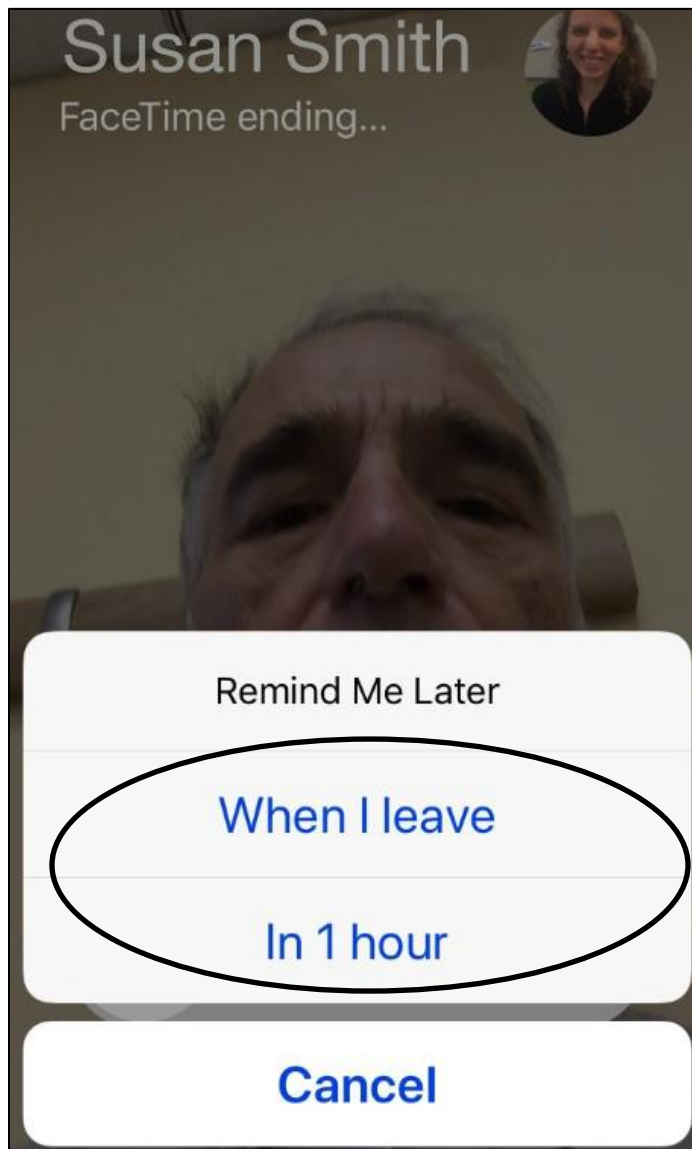 Susan Smith
FaceTime ending...
Remind Me Later
When I leave
In 1 hour
Cancel